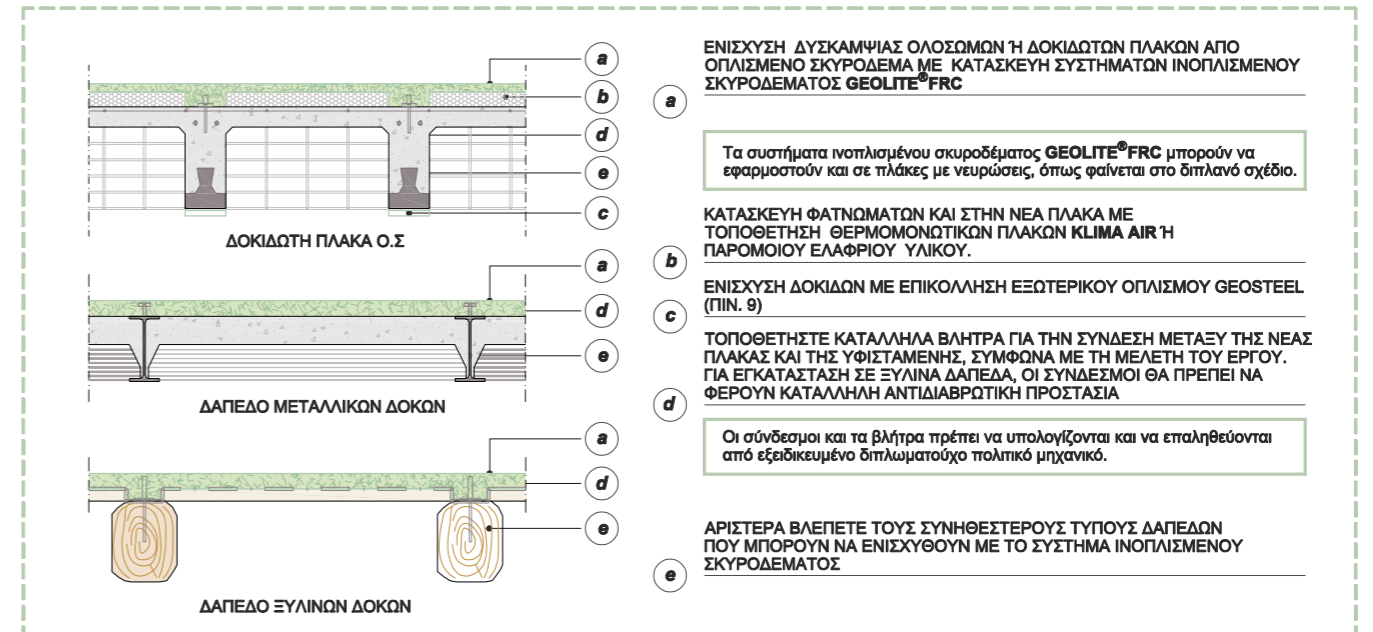 a
b
d
e
c
ΔΟΚΙΔΩΤΗ ΠΛΑΚΑ Ο.Σ
a
d
e
ΔΑΠΕΔΟ ΜΕΤΑΛΛΙΚΩΝ ΔΟΚΩΝ
a
d
e
ΔΑΠΕΔΟ ΞΥΛΙΝΩΝ ΔΟΚΩΝ
a
ΕΝΙΣΧΥΣΗ ΔΥΣΚΑΜΨΙΑΣ ΟΛΟΣΩΜΩΝ Ή ΔΟΚΙΔΩΤΩΝ ΠΛΑΚΩΝ ΑΠΟ
ΟΠΛΙΣΜΕΝΟ ΣΚΥΡΟΔΕΜΑ ΜΕ ΚΑΤΑΣΚΕΥΗ ΣΥΣΤΗΜΑΤΩΝ ΙΝΟΠΛΙΣΜΕΝΟΥ
ΣΚΥΡΟΔΕΜΑΤΟΣ GEOLITE®FRC
Τα συστήματα ινοπλισμένου σκυροδέματος GEOLITE®FRC μπορούν να
εφαρμοστούν και σε πλάκες με νευρώσεις, όπως φαίνεται στο διπλανό σχέδιο.
b
ΚΑΤΑΣΚΕΥΗ ΦΑΤΝΩΜΑΤΩΝ ΚΑΙ ΣΤΗΝ ΝΕΑ ΠΛΑΚΑ ΜΕ
ΤΟΠΟΘΕΤΗΣΗ ΘΕΡΜΟΜΟΝΩΤΙΚΩΝ ΠΛΑΚΩΝ KLIMA AIR Ή
ΠΑΡΟΜΟΙΟΥ ΕΛΑΦΡΙΟΥ ΥΛΙΚΟΥ.
c
ΕΝΙΣΧΥΣΗ ΔΟΚΙΔΩΝ ΜΕ ΕΠΙΚΟΛΛΗΣΗ ΕΞΩΤΕΡΙΚΟΥ ΟΠΛΙΣΜΟΥ GEOSTEEL
(ΠΙΝ. 9)
d
ΤΟΠΟΘΕΤΗΣΤΕ ΚΑΤΑΛΛΗΛΑ ΒΛΗΤΡΑ ΓΙΑ ΤΗΝ ΣΥΝΔΕΣΗ ΜΕΤΑΞΥ ΤΗΣ ΝΕΑΣ
ΠΛΑΚΑΣ ΚΑΙ ΤΗΣ ΥΦΙΣΤΑΜΕΝΗΣ, ΣΥΜΦΩΝΑ ΜΕ ΤΗ ΜΕΛΕΤΗ ΤΟΥ ΕΡΓΟΥ.
ΓΙΑ ΕΓΚΑΤΑΣΤΑΣΗ ΣΕ ΞΥΛΙΝΑ ΔΑΠΕΔΑ, ΟΙ ΣΥΝΔΕΣΜΟΙ ΘΑ ΠΡΕΠΕΙ ΝΑ
ΦΕΡΟΥΝ ΚΑΤΑΛΛΗΛΗ ΑΝΤΙΔΙΑΒΡΩΤΙΚΗ ΠΡΟΣΤΑΣΙΑ
Οι σύνδεσμοι και τα βλήτρα πρέπει να υπολογίζονται και να επαληθεύονται
από εξειδικευμένο διπλωματούχο πολιτικό μηχανικό.
e
ΑΡΙΣΤΕΡΑ ΒΛΕΠΕΤΕ ΤΟΥΣ ΣΥΝΗΘΕΣΤΕΡΟΥΣ ΤΥΠΟΥΣ ΔΑΠΕΔΩΝ
ΠΟΥ ΜΠΟΡΟΥΝ ΝΑ ΕΝΙΣΧΥΘΟΥΝ ΜΕ ΤΟ ΣΥΣΤΗΜΑ ΙΝΟΠΛΙΣΜΕΝΟΥ
ΣΚΥΡΟΔΕΜΑΤΟΣ